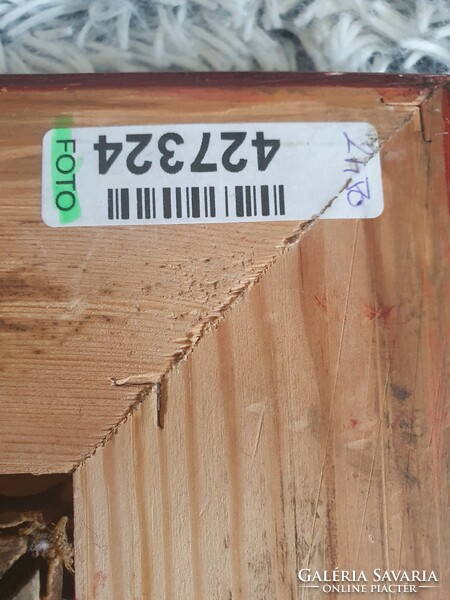 427324
FOTO
GALÉRIA SAVARIA
ONLINE PIACTÉR